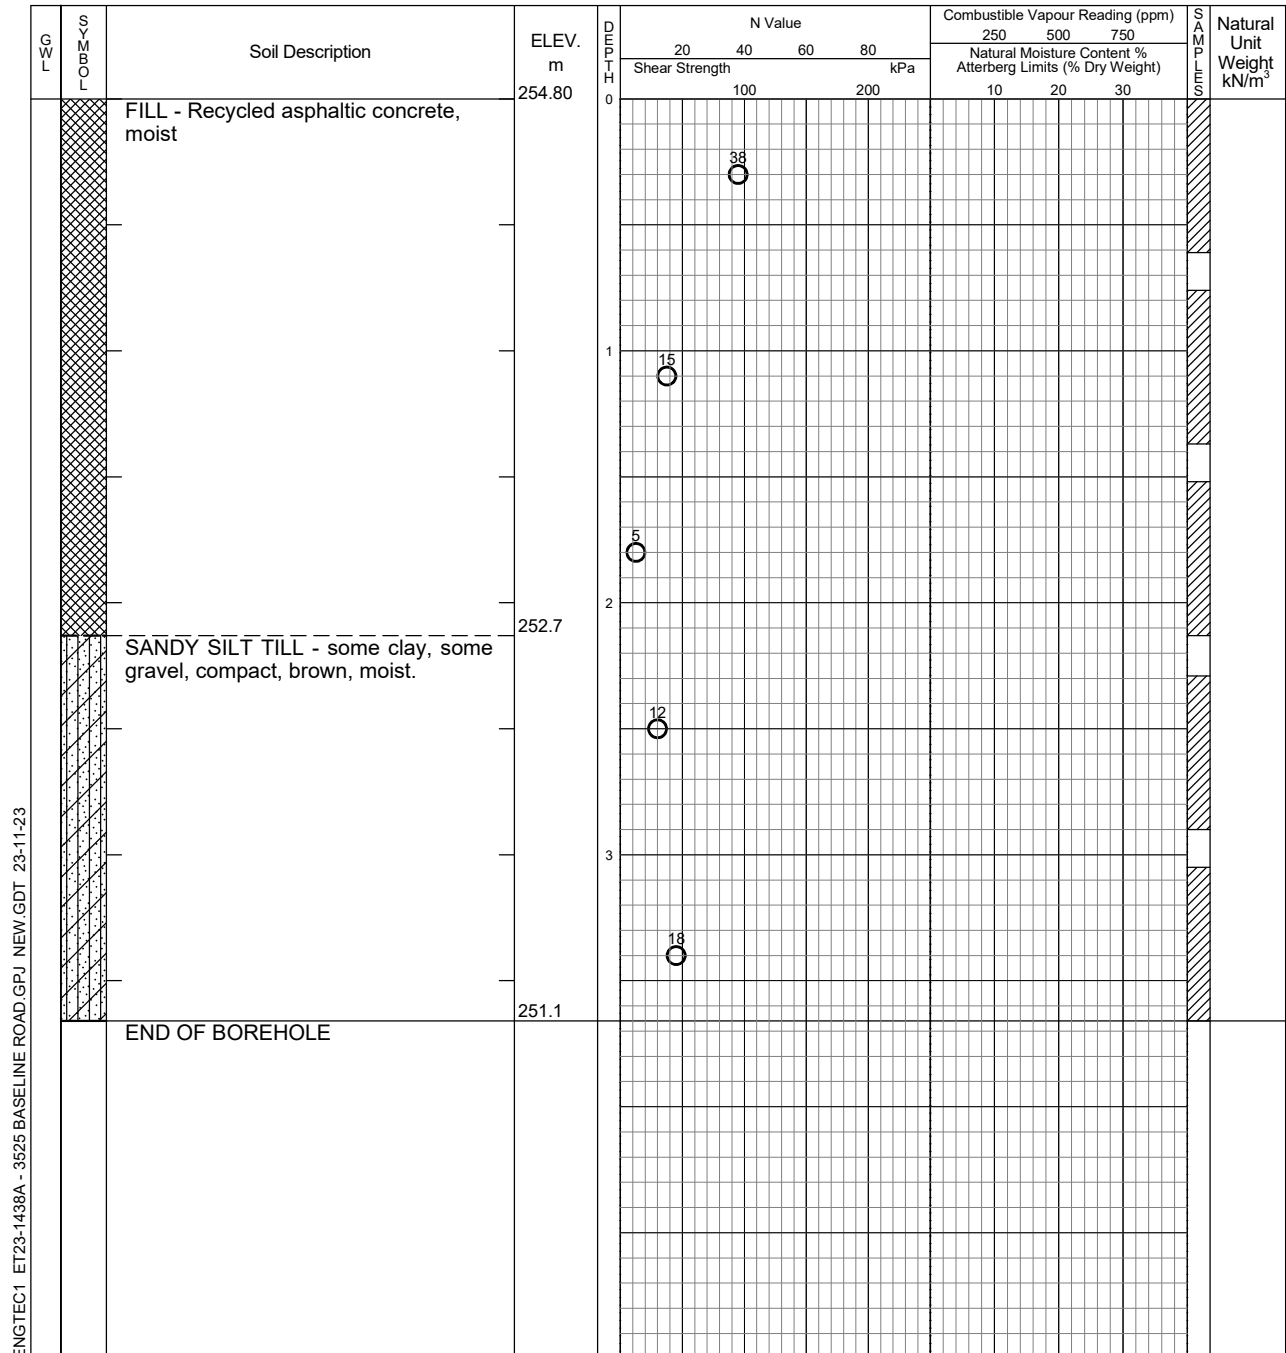 GWL
SYMBOL
Soil Description
ELEV.
m
DEPTH
N Value
20 40 60 80
Shear Strength kPa
100 200
Combustible Vapour Reading (ppm)
250 500 750
Natural Moisture Content %
Atterberg Limits (% Dry Weight)
10 20 30
SAMPLES
Natural
Unit
Weight
kN/m³
254.80
0
FILL - Recycled asphaltic concrete,
moist
38
1
15
5
2
252.7
SANDY SILT TILL - some clay, some
gravel, compact, brown, moist.
12
3
18
251.1
END OF BOREHOLE
ENGTEC1 ET23-1438A - 3525 BASELINE ROAD.GPJ NEW.GDT 23-11-23